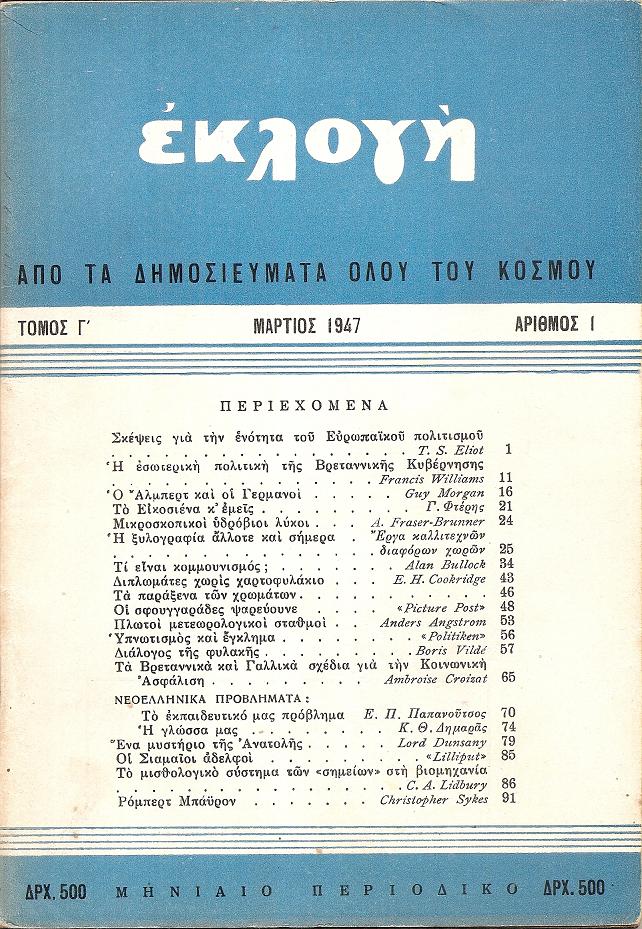 ἐκλογὴ
ΑΠΟ ΤΑ ΔΗΜΟΣΙΕΥΜΑΤΑ ΟΛΟΥ ΤΟΥ ΚΟΣΜΟΥ
ΤΟΜΟΣ Γ΄ ΜΑΡΤΙΟΣ 1947 ΑΡΙΘΜΟΣ 1
ΠΕΡΙΕΧΟΜΕΝΑ
Σκέψεις γιὰ τὴν ἑνότητα τοῦ Εὐρωπαϊκοῦ πολιτισμοῦ
. . . . . . . . . . . . . . . . . T. S. Eliot 1
Ἡ ἐσωτερικὴ πολιτικὴ τῆς Βρεταννικῆς Κυβέρνησης
. . . . . . . . . . . . . . . Francis Williams 11
Ὁ Ἄλμπερτ καὶ οἱ Γερμανοὶ . . . . . Guy Morgan 16
Τὸ Εἰκοσιένα κ᾿ ἐμεῖς . . . . . . . . Γ. Φτέρης 21
Μικροσκοπικοὶ ὑδρόβιοι λύκοι . . . A. Fraser-Brunner 24
Ἡ ξυλογραφία ἄλλοτε καὶ σήμερα . Ἔργα καλλιτεχνῶν
. . . . . . . . . . . . . . . διαφόρων χωρῶν 25
Τί εἶναι κομμουνισμός ; . . . . . . Alan Bullock 34
Διπλωμάτες χωρὶς χαρτοφυλάκιο . . . E. H. Cookridge 43
Τὰ παράξενα τῶν χρωμάτων . . . . . . . . . . . 46
Οἱ σφουγγαράδες ψαρεύουνε . . . . «Picture Post» 48
Πλωτοὶ μετεωρολογικοὶ σταθμοὶ . . . Anders Angstrom 53
Ὑπνωτισμὸς καὶ ἔγκλημα . . . . . . . «Politiken» 56
Διάλογος τῆς φυλακῆς . . . . . . . . Boris Vildé 57
Τὰ Βρεταννικὰ καὶ Γαλλικὰ σχέδια γιὰ τὴν Κοινωνικὴ
Ἀσφάλιση . . . . . . . . . Ambroise Croizat 65
ΝΕΟΕΛΛΗΝΙΚΑ ΠΡΟΒΛΗΜΑΤΑ :
Τὸ ἐκπαιδευτικό μας πρόβλημα Ε. Π. Παπανοῦτσος 70
Ἡ γλώσσα μας . . . . . . . Κ. Θ. Δημαρᾶς 74
Ἕνα μυστήριο τῆς Ἀνατολῆς . . . . . Lord Dunsany 79
Οἱ Σιαμαῖοι ἀδελφοὶ . . . . . . . . . «Lilliput» 85
Τὸ μισθολογικὸ σύστημα τῶν «σημείων» στὴ βιομηχανία
. . . . . . . . . . . . . . . . C. A. Lidbury 86
Ρόμπερτ Μπάϋρον . . . . . . . Christopher Sykes 91
ΔΡΧ. 500 ΜΗΝΙΑΙΟ ΠΕΡΙΟΔΙΚΟ ΔΡΧ. 500